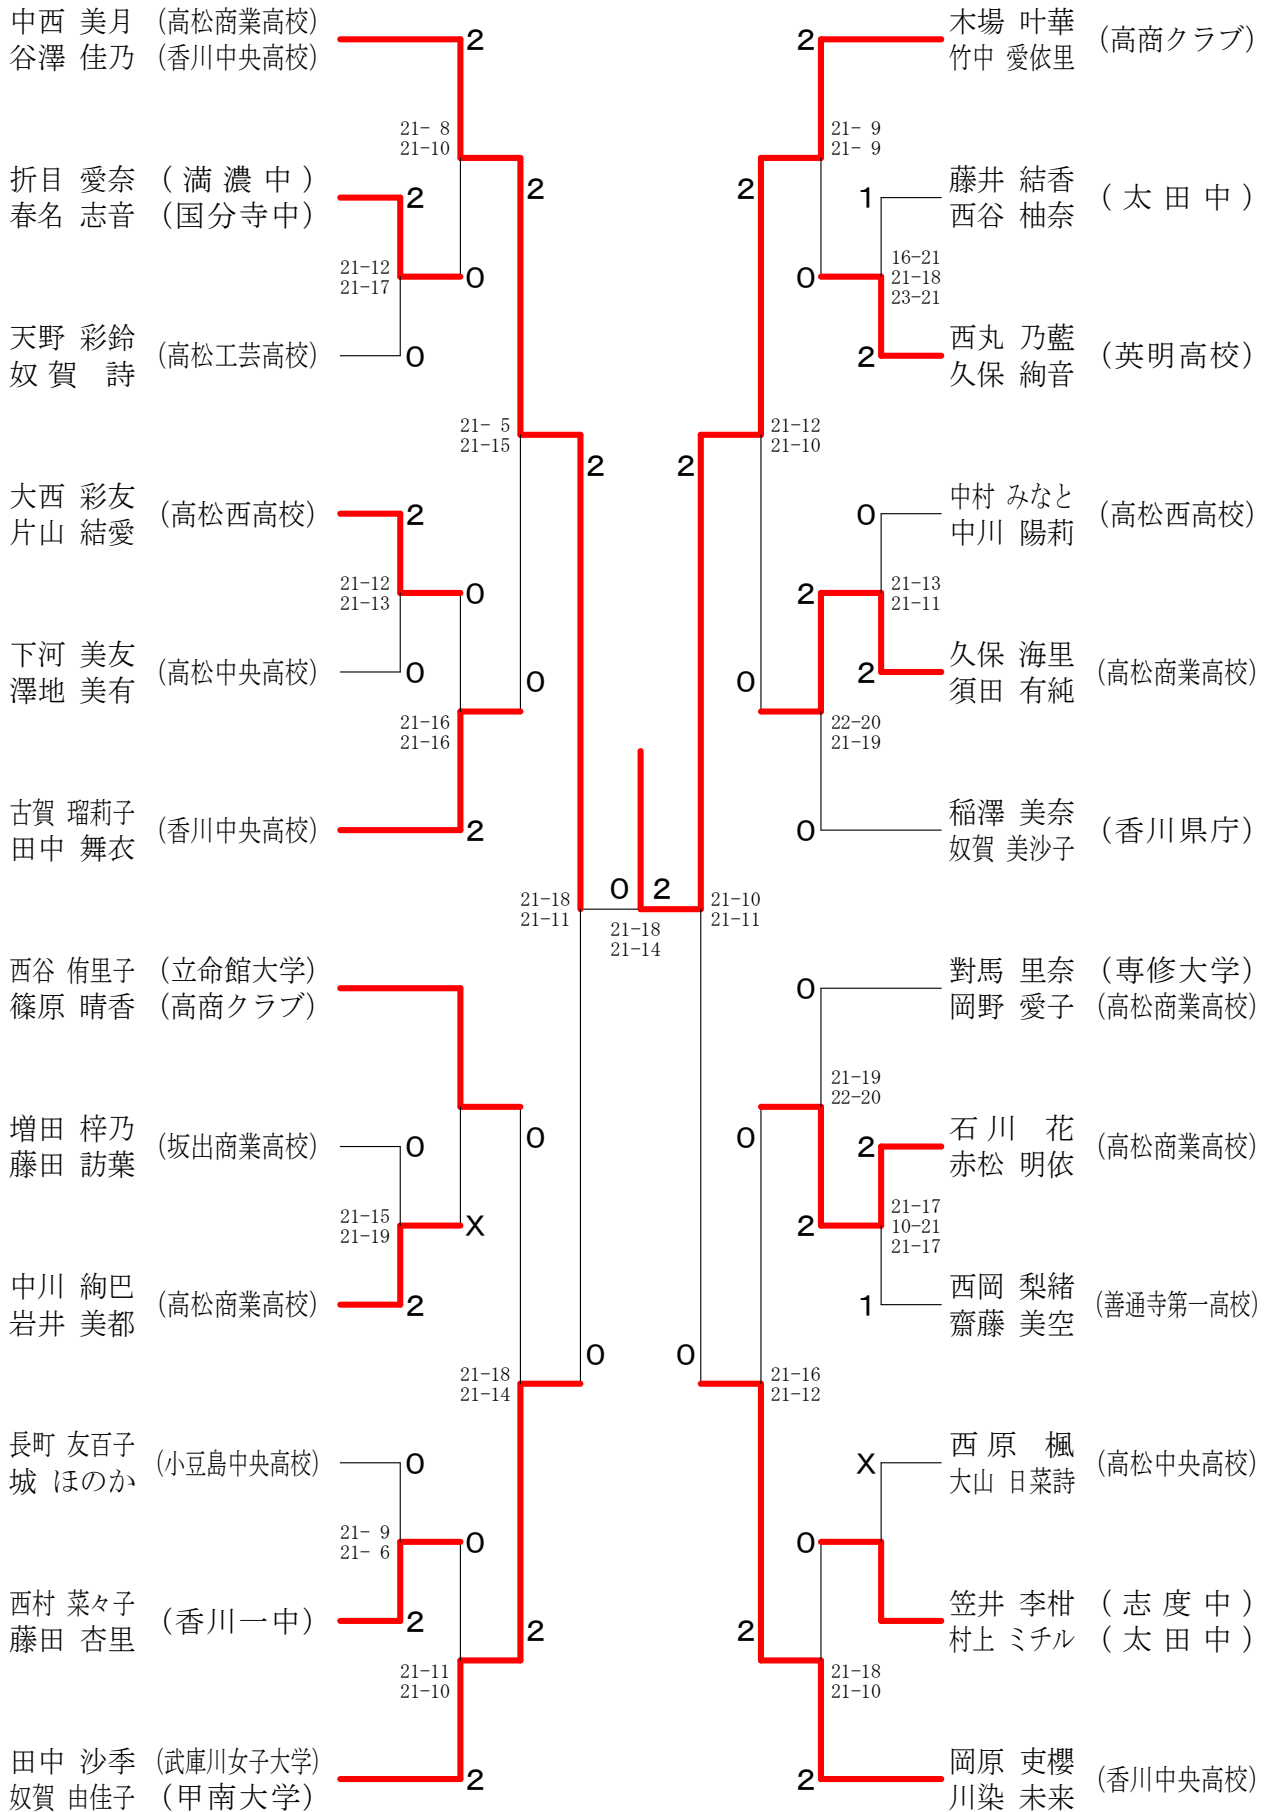 中西 美月 (高松商業高校)
谷澤 佳乃 (香川中央高校)
2
21- 8
21-10
折目 愛奈 (満濃中)
春名 志音 (国分寺中)
2
2
21-12
21-17
0
天野 彩鈴
奴賀 詩
(高松工芸高校)
0
21- 5
21-15
2
大西 彩友
片山 結愛
(高松西高校)
2
21-12
21-13
0
下河 美友
澤地 美有
(高松中央高校)
0
0
21-16
21-16
古賀 瑠莉子
田中 舞衣
(香川中央高校)
2
21-18
21-11
西谷 侑里子 (立命館大学)
篠原 晴香 (高商クラブ)
増田 梓乃
藤田 訪葉
(坂出商業高校)
0
0
21-15
21-19
X
中川 絢巴
岩井 美都
(高松商業高校)
2
0
21-18
21-14
長町 友百子
城 ほのか
(小豆島中央高校)
0
21- 9
21- 6
0
西村 菜々子
藤田 杏里
(香川一中)
2
2
21-11
21-10
田中 沙季 (武庫川女子大学)
奴賀 由佳子 (甲南大学)
2
0 2
21-18
21-14
2
木場 叶華
竹中 愛依里
(高商クラブ)
21- 9
21- 9
2
1
藤井 結香
西谷 柚奈
(太田中)
0
16-21
21-18
23-21
2
西丸 乃藍
久保 絢音
(英明高校)
21-12
21-10
2
0
中村 みなと
中川 陽莉
(高松西高校)
2
21-13
21-11
0
2
久保 海里
須田 有純
(高松商業高校)
22-20
21-19
0
稲澤 美奈
奴賀 美沙子
(香川県庁)
21-10
21-11
0
對馬 里奈 (専修大学)
岡野 愛子 (高松商業高校)
21-19
22-20
0
2
石川 花
赤松 明依
(高松商業高校)
2
21-17
10-21
21-17
1
西岡 梨緒
齋藤 美空
(善通寺第一高校)
0
21-16
21-12
X
西原 楓
大山 日菜詩
(高松中央高校)
0
2
笠井 李柑 (志度中)
村上 ミチル (太田中)
21-18
21-10
2
岡原 吏櫻
川染 未来
(香川中央高校)